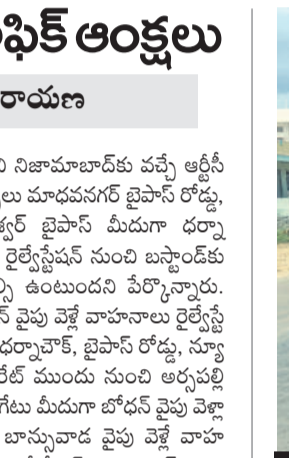 ఆంక్షలు
రాయణ
నిజామాబాద్‌కు వచ్చే ఆర్టీసీ
మాధవనగర్ బైపాస్ రోడ్డు,
బైపాస్ మీదుగా ధర్నా
రైల్వేస్టేషన్ నుంచి బస్టాండ్‌కు
ఉంటుందని పేర్కొన్నారు.
వైపు వెళ్లే వాహనాలు రైల్వేస్టే
ధర్నాచౌక్, బైపాస్ రోడ్డు, న్యూ
రేట్ ముందు నుంచి అర్సపల్లి
గేటు మీదుగా బోధన్ వైపు వెళ్లా
బాన్సువాడ వైపు వెళ్లే వాహ